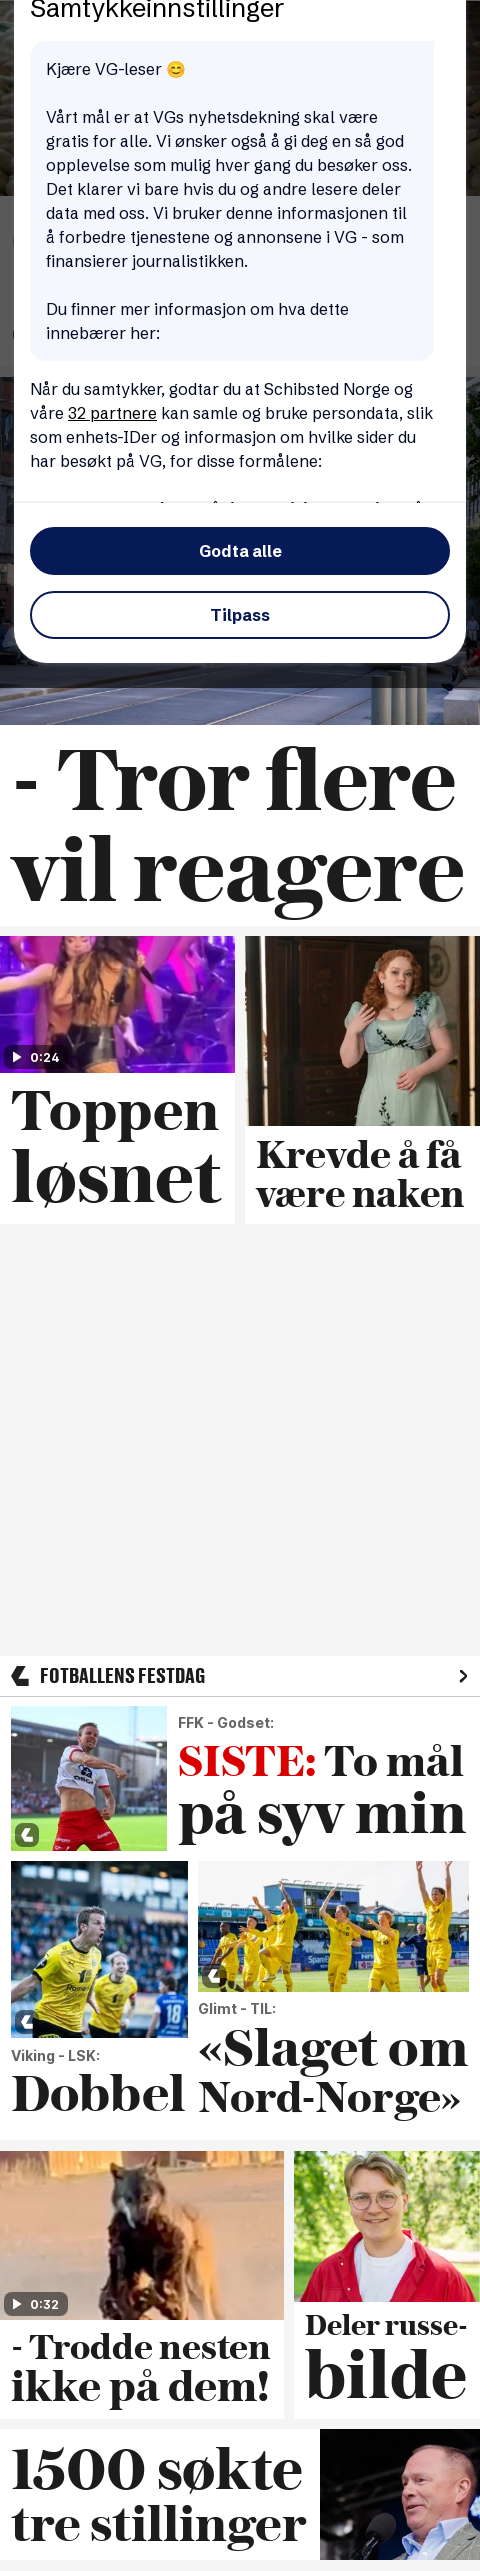 Samtykkeinnstillinger
Kjære VG-leser 😊
Vårt mål er at VGs nyhetsdekning skal være
gratis for alle. Vi ønsker også å gi deg en så god
opplevelse som mulig hver gang du besøker oss.
Det klarer vi bare hvis du og andre lesere deler
data med oss. Vi bruker denne informasjonen til
å forbedre tjenestene og annonsene i VG - som
finansierer journalistikken.
Du finner mer informasjon om hva dette
innebærer her:
Når du samtykker, godtar du at Schibsted Norge og
våre 32 partnere kan samle og bruke persondata, slik
som enhets-IDer og informasjon om hvilke sider du
har besøkt på VG, for disse formålene:
Godta alle
Tilpass
- Tror flere
vil reagere
0:24
Toppen
løsnet
Krevde å få
være naken
FOTBALLENS FESTDAG
FFK - Godset:
SISTE: To mål
på syv min
Viking - LSK:
Dobbel
18
Glimt - TIL:
«Slaget om
Nord-Norge»
0:32
- Trodde nesten
ikke på dem!
Deler russe-
bilde
1500 søkte
tre stillinger